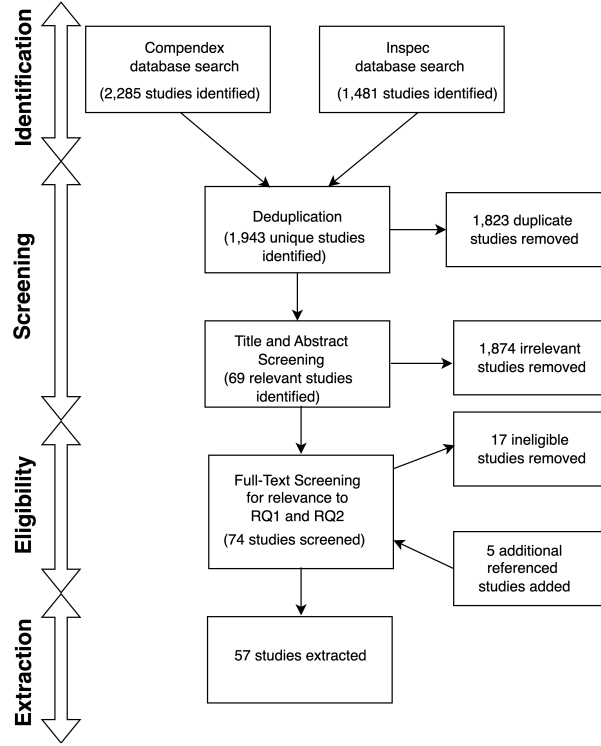 Identification
Compendex
database search
(2,285 studies identified)
Inspec
database search
(1,481 studies identified)
Screening
Deduplication
(1,943 unique studies
identified)
1,823 duplicate
studies removed
Title and Abstract
Screening
(69 relevant studies
identified)
1,874 irrelevant
studies removed
Eligibility
Full-Text Screening
for relevance to
RQ1 and RQ2
(74 studies screened)
17 ineligible
studies removed
5 additional
referenced
studies added
Extraction
57 studies extracted